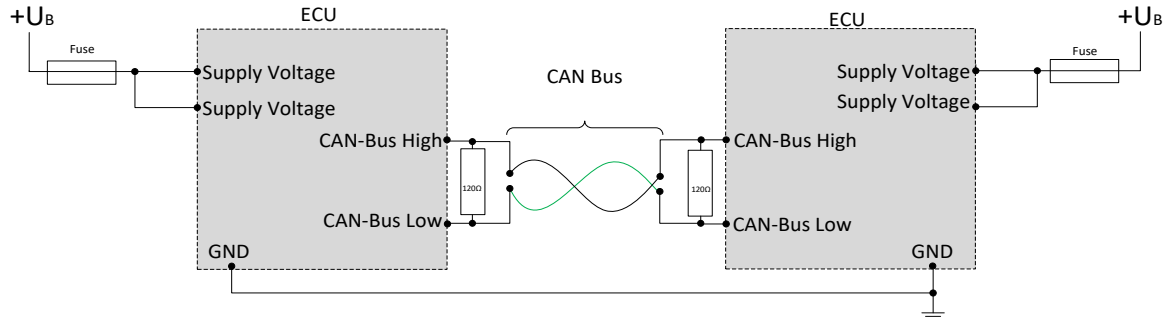 +UB
ECU
ECU
+UB
Fuse
Fuse
Supply Voltage
Supply Voltage
CAN Bus
Supply Voltage
Supply Voltage
CAN-Bus High
CAN-Bus High
120Ω
120Ω
CAN-Bus Low
CAN-Bus Low
GND
GND